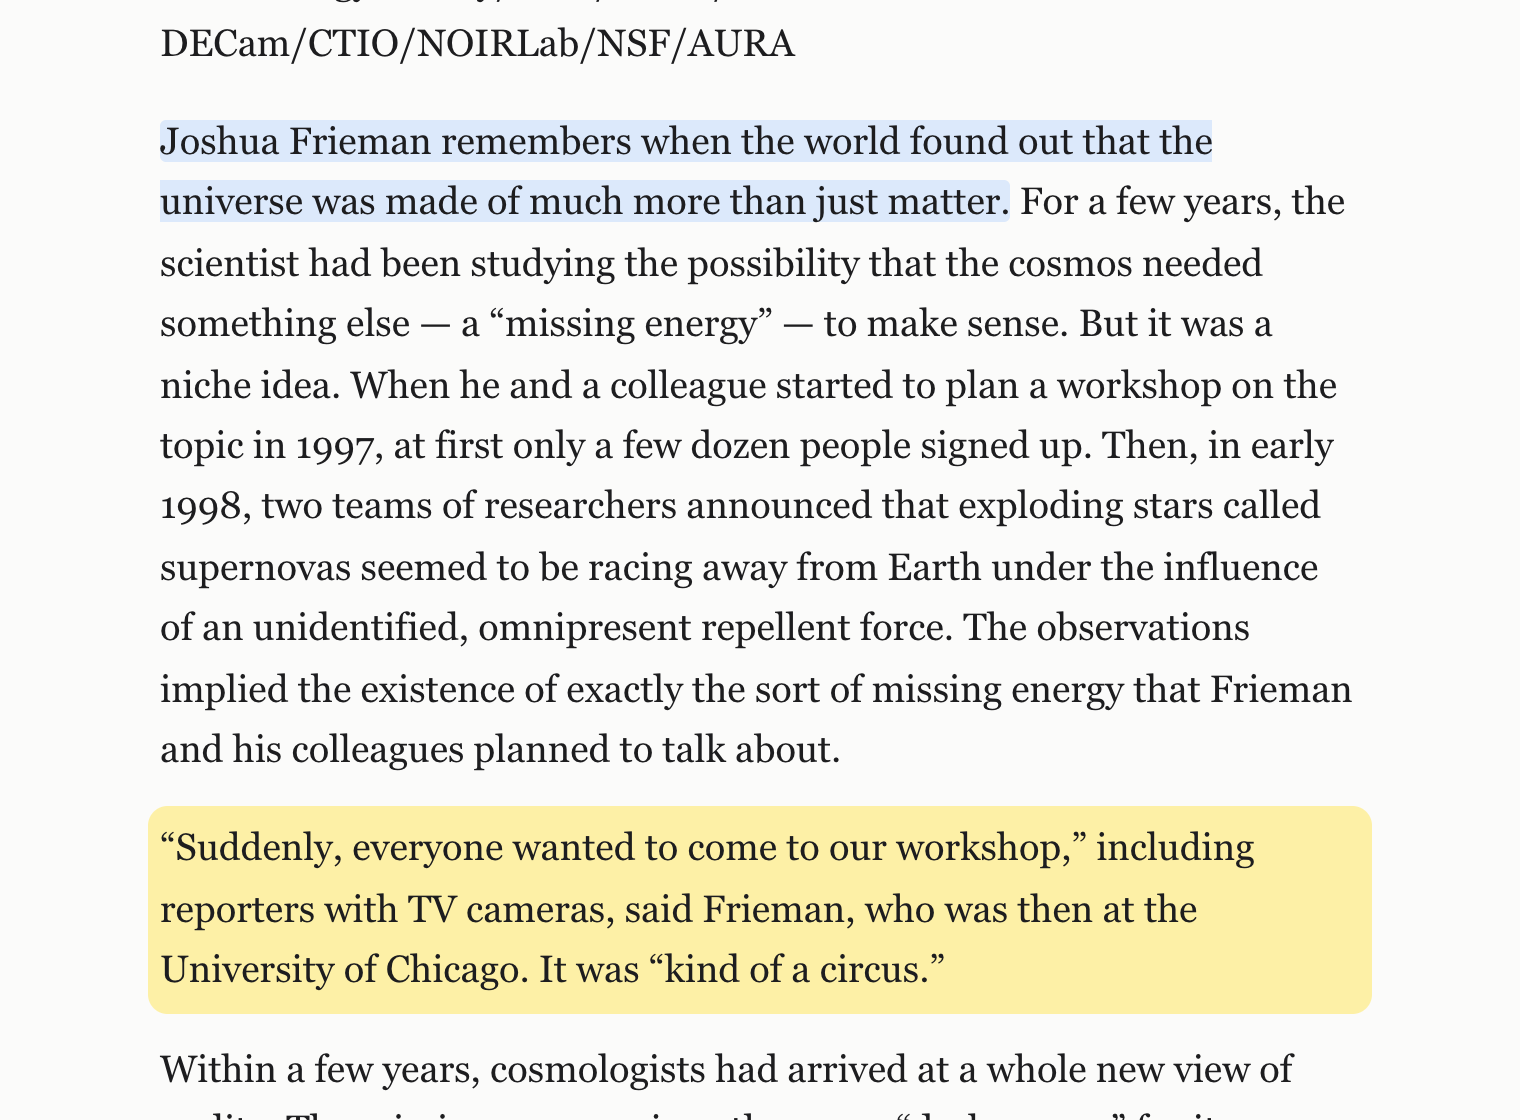 DECam/CTIO/NOIRLab/NSF/AURA
Joshua Frieman remembers when the world found out that the
universe was made of much more than just matter. For a few years, the
scientist had been studying the possibility that the cosmos needed
something else — a “missing energy” — to make sense. But it was a
niche idea. When he and a colleague started to plan a workshop on the
topic in 1997, at first only a few dozen people signed up. Then, in early
1998, two teams of researchers announced that exploding stars called
supernovas seemed to be racing away from Earth under the influence
of an unidentified, omnipresent repellent force. The observations
implied the existence of exactly the sort of missing energy that Frieman
and his colleagues planned to talk about.
“Suddenly, everyone wanted to come to our workshop,” including
reporters with TV cameras, said Frieman, who was then at the
University of Chicago. It was “kind of a circus.”
Within a few years, cosmologists had arrived at a whole new view of